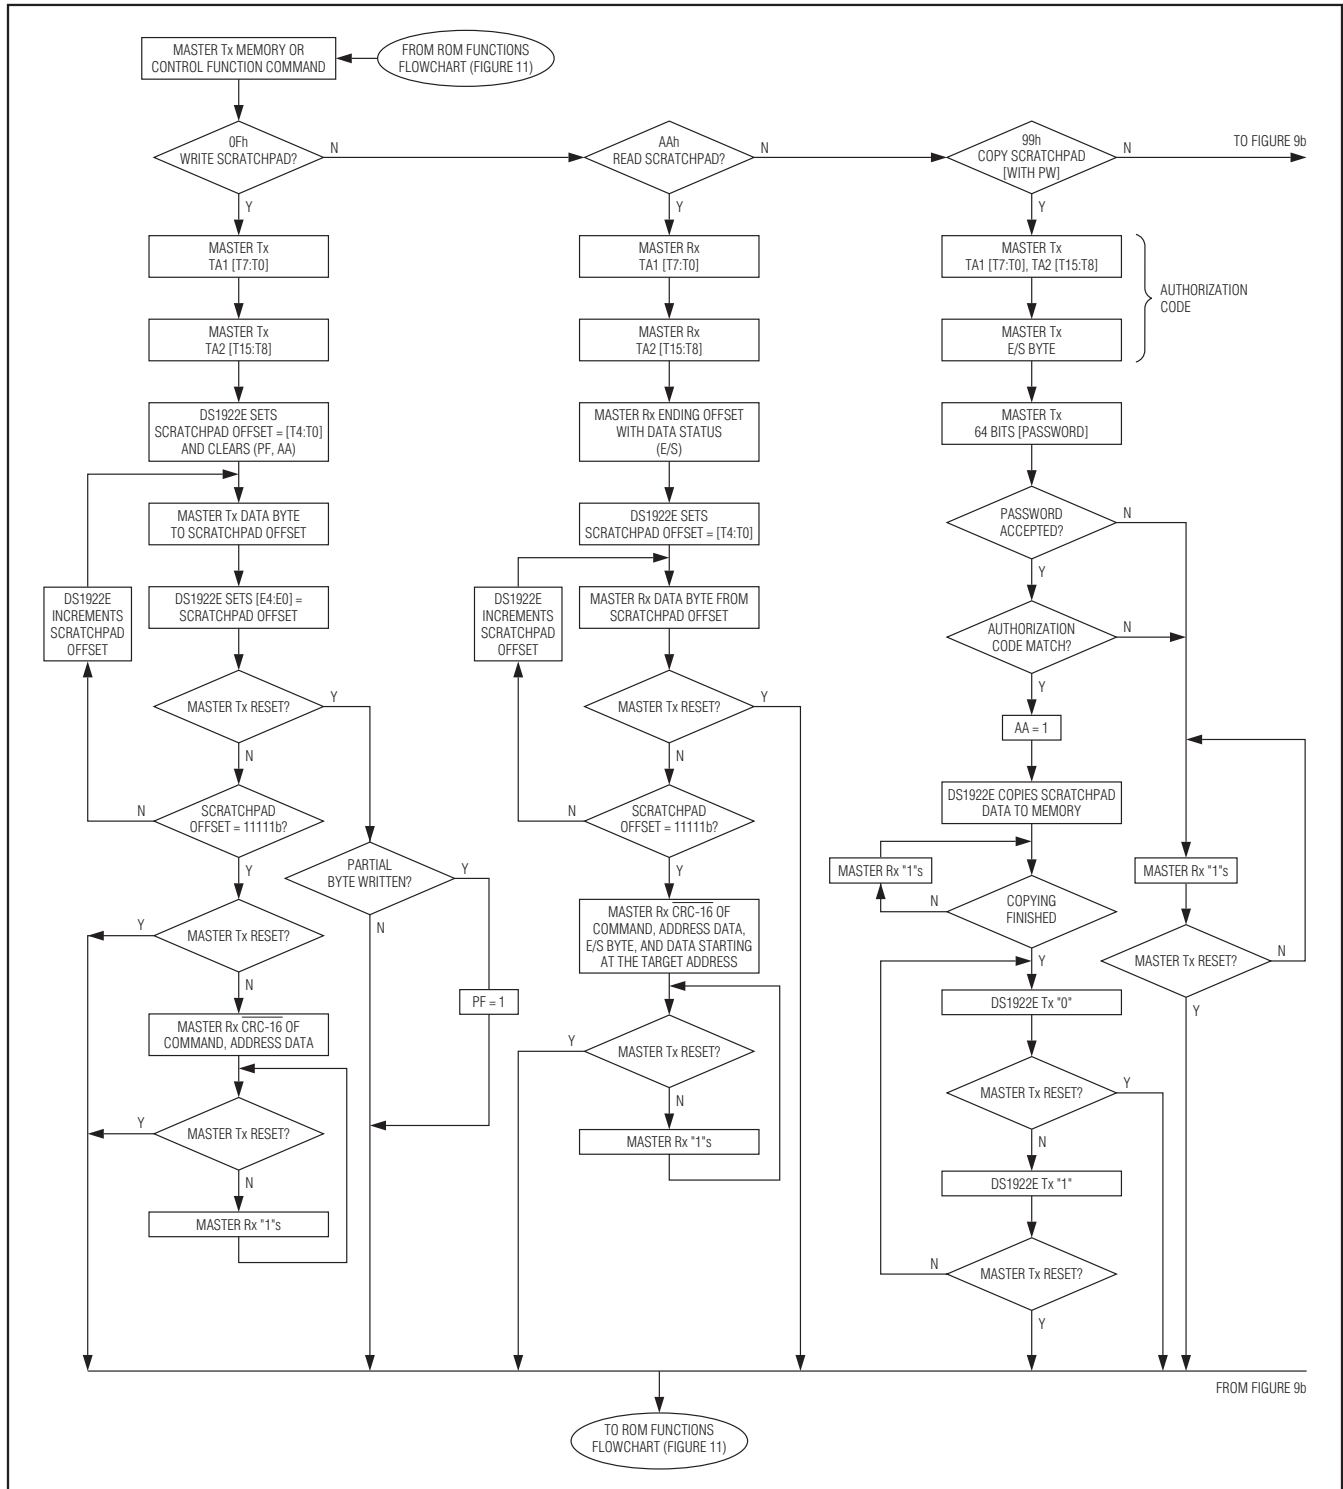 MASTER Tx MEMORY OR
CONTROL FUNCTION COMMAND
FROM ROM FUNCTIONS
FLOWCHART (FIGURE 11)
0Fh
WRITE SCRATCHPAD?
N
Y
MASTER Tx
TA1 [T7:T0]
MASTER Tx
TA2 [T15:T8]
DS1922E SETS
SCRATCHPAD OFFSET = [T4:T0]
AND CLEARS (PF, AA)
MASTER Tx DATA BYTE
TO SCRATCHPAD OFFSET
DS1922E
INCREMENTS
SCRATCHPAD
OFFSET
DS1922E SETS [E4:E0] =
SCRATCHPAD OFFSET
MASTER Tx RESET?
Y
N
SCRATCHPAD
OFFSET = 11111b?
N
Y
PARTIAL
BYTE WRITTEN?
Y
N
PF = 1
MASTER Tx RESET?
Y
N
MASTER Rx CRC-16 OF
COMMAND, ADDRESS DATA
MASTER Tx RESET?
Y
N
MASTER Rx "1"s
AAh
READ SCRATCHPAD?
N
Y
MASTER Rx
TA1 [T7:T0]
MASTER Rx
TA2 [T15:T8]
MASTER Rx ENDING OFFSET
WITH DATA STATUS
(E/S)
DS1922E SETS
SCRATCHPAD OFFSET = [T4:T0]
DS1922E
INCREMENTS
SCRATCHPAD
OFFSET
MASTER Rx DATA BYTE FROM
SCRATCHPAD OFFSET
MASTER Tx RESET?
Y
N
SCRATCHPAD
OFFSET = 11111b?
N
Y
MASTER Rx CRC-16 OF
COMMAND, ADDRESS DATA,
E/S BYTE, AND DATA STARTING
AT THE TARGET ADDRESS
MASTER Tx RESET?
Y
N
MASTER Rx "1"s
99h
COPY SCRATCHPAD
[WITH PW]
N
Y
TO FIGURE 9b
MASTER Tx
TA1 [T7:T0], TA2 [T15:T8]
MASTER Tx
E/S BYTE
AUTHORIZATION
CODE
MASTER Tx
64 BITS [PASSWORD]
PASSWORD
ACCEPTED?
N
Y
AUTHORIZATION
CODE MATCH?
N
Y
AA = 1
DS1922E COPIES SCRATCHPAD
DATA TO MEMORY
MASTER Rx "1"s
COPYING
FINISHED
N
Y
DS1922E Tx "0"
MASTER Tx RESET?
Y
N
DS1922E Tx "1"
MASTER Tx RESET?
N
Y
MASTER Rx "1"s
MASTER Tx RESET?
N
Y
FROM FIGURE 9b
TO ROM FUNCTIONS
FLOWCHART (FIGURE 11)